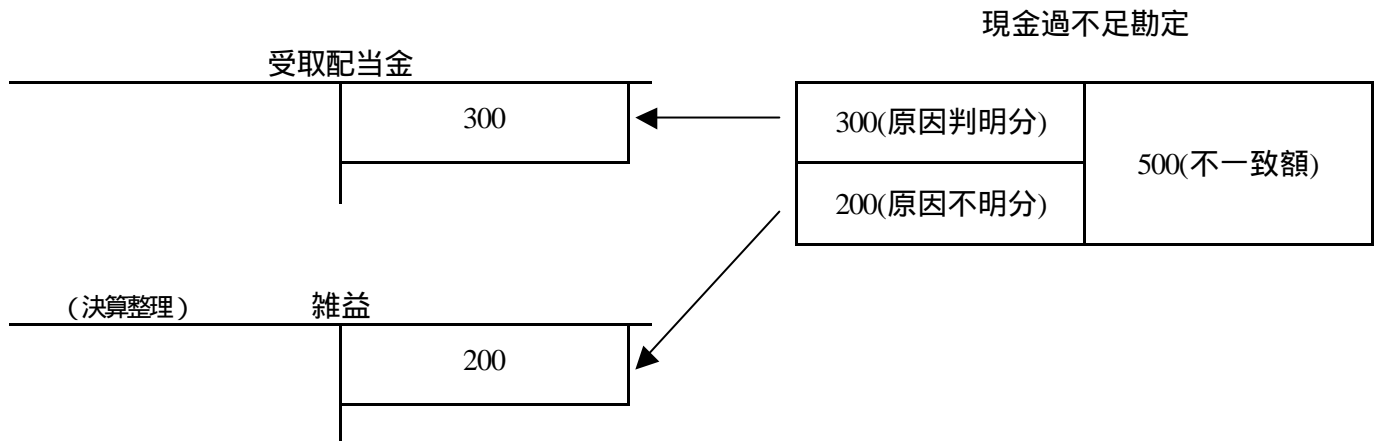 現金過不足勘定
受取配当金
300
300(原因判明分)
500(不一致額)
200(原因不明分)
(決算整理) 雑益
200